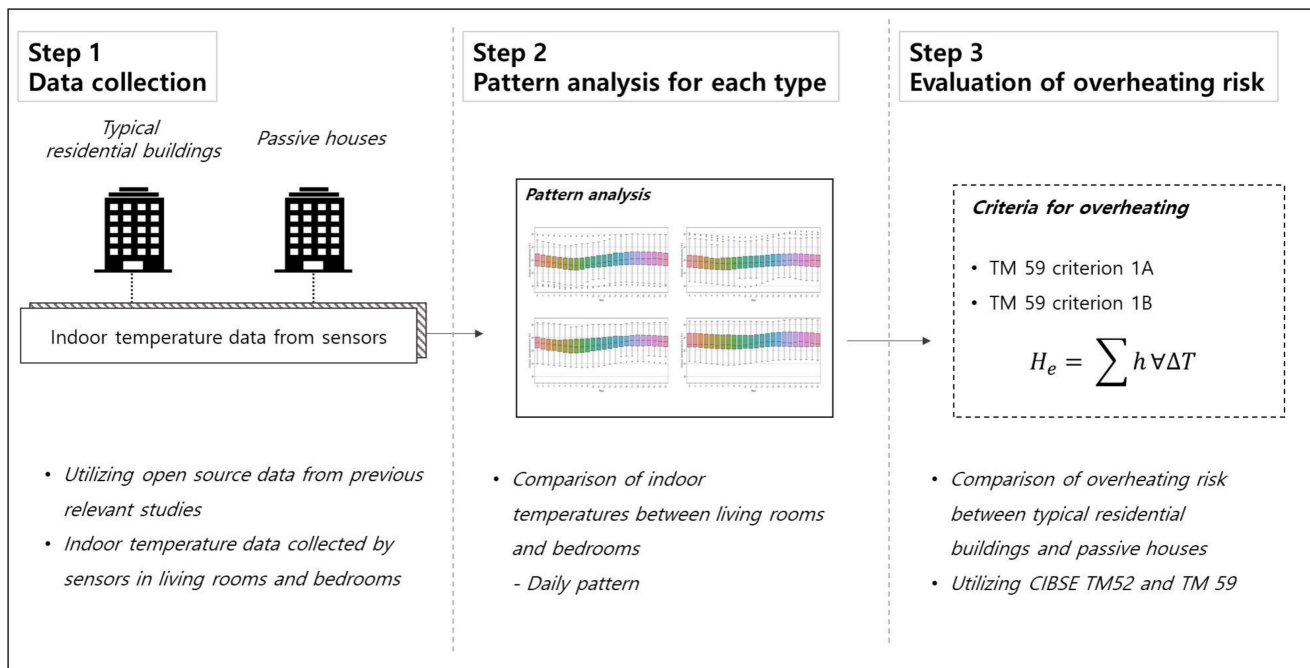 Step 1
Data collection
Typical
residential buildings
Passive houses
Indoor temperature data from sensors
• Utilizing open source data from previous
relevant studies
• Indoor temperature data collected by
sensors in living rooms and bedrooms
Step 2
Pattern analysis for each type
Pattern analysis
• Comparison of indoor
temperatures between living rooms
and bedrooms
- Daily pattern
Step 3
Evaluation of overheating risk
Criteria for overheating
• TM 59 criterion 1A
• TM 59 criterion 1B
H_e = ∑ h ∀ΔT
• Comparison of overheating risk
between typical residential
buildings and passive houses
• Utilizing CIBSE TM52 and TM 59